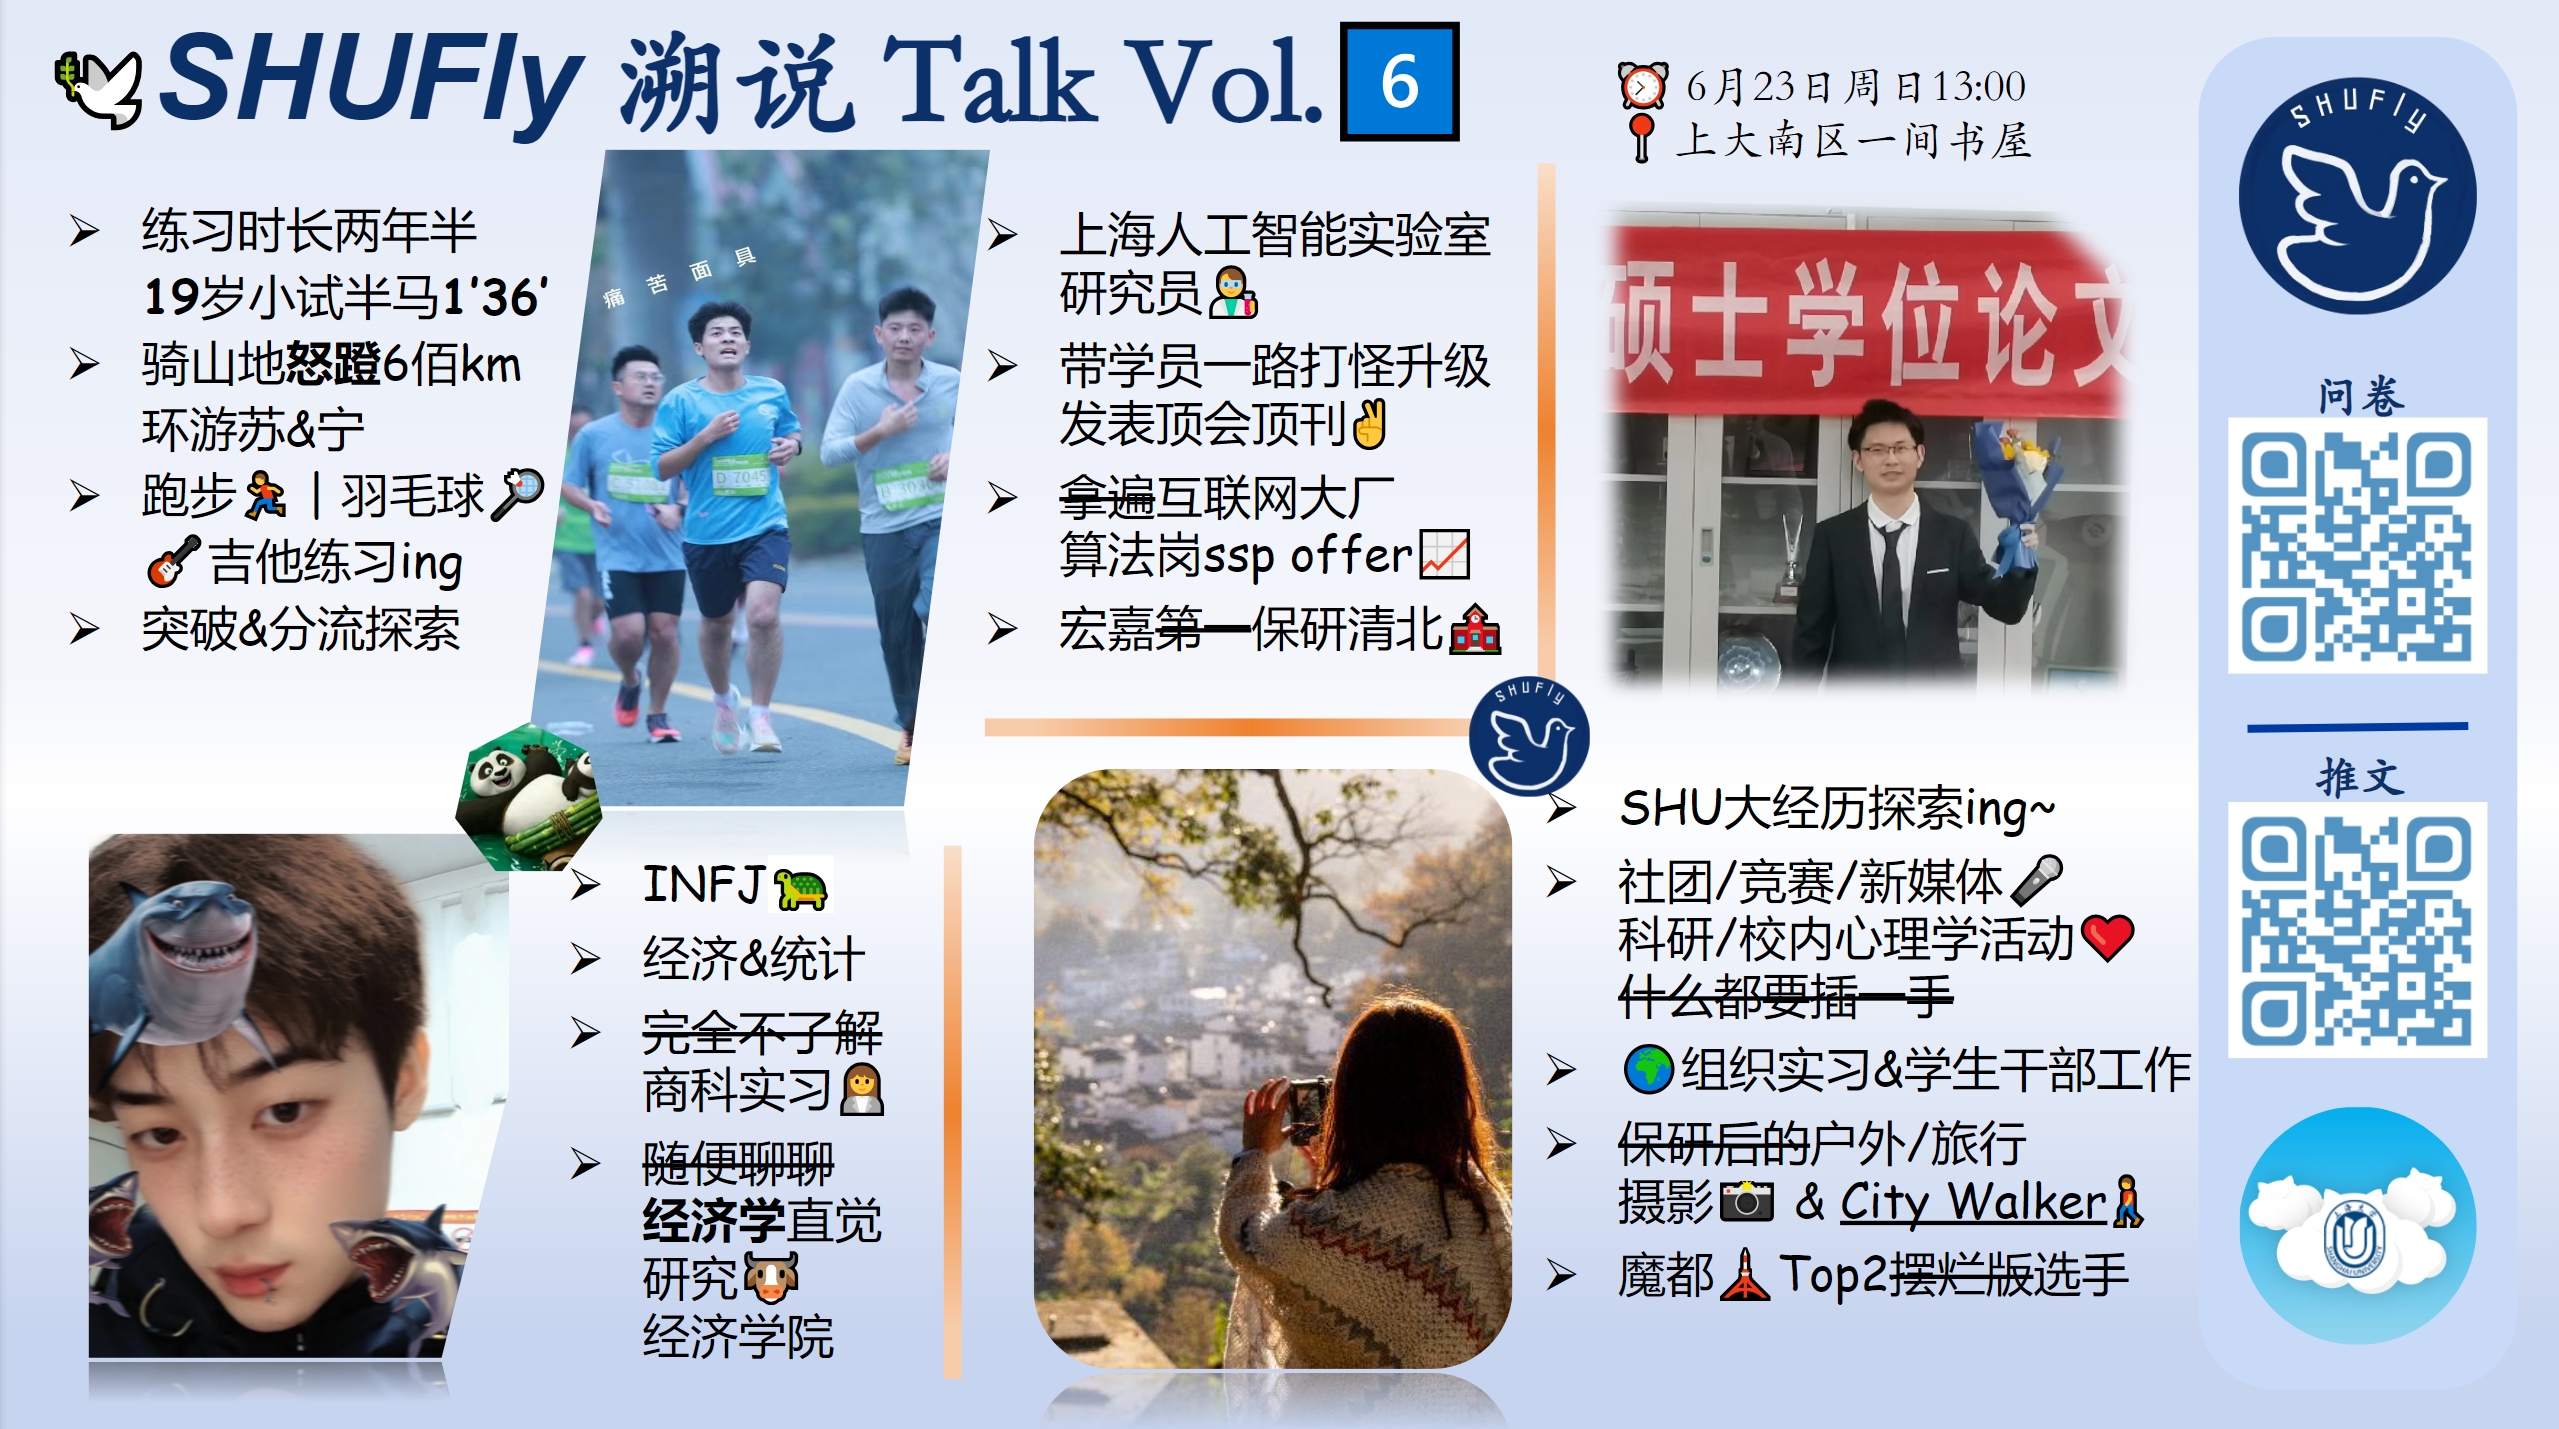 SHUFly 溯说 Talk Vol. 6
6月23日周日13:00
上大南区一间书屋
练习时长两年半
19岁小试半马1'36'
骑山地怒蹬6佰km
环游苏&宁
跑步 | 羽毛球
吉他练习ing
突破&分流探索
痛苦面具
D 7045
上海人工智能实验室
研究员
带学员一路打怪升级
发表顶会顶刊
拿遍互联网大厂
算法岗ssp offer
宏嘉第一保研清北
硕士学位论文
INFJ
经济&统计
完全不了解
商科实习
随便聊聊
经济学直觉
研究
经济学院
SHUFly
SHU大经历探索ing~
社团/竞赛/新媒体
科研/校内心理学活动
什么都要插一手
组织实习&学生干部工作
保研后的户外/旅行
摄影 & City Walker
魔都 Top2摆烂版选手
SHUFly
问卷
推文
上海大学
SHANGHAI UNIVERSITY